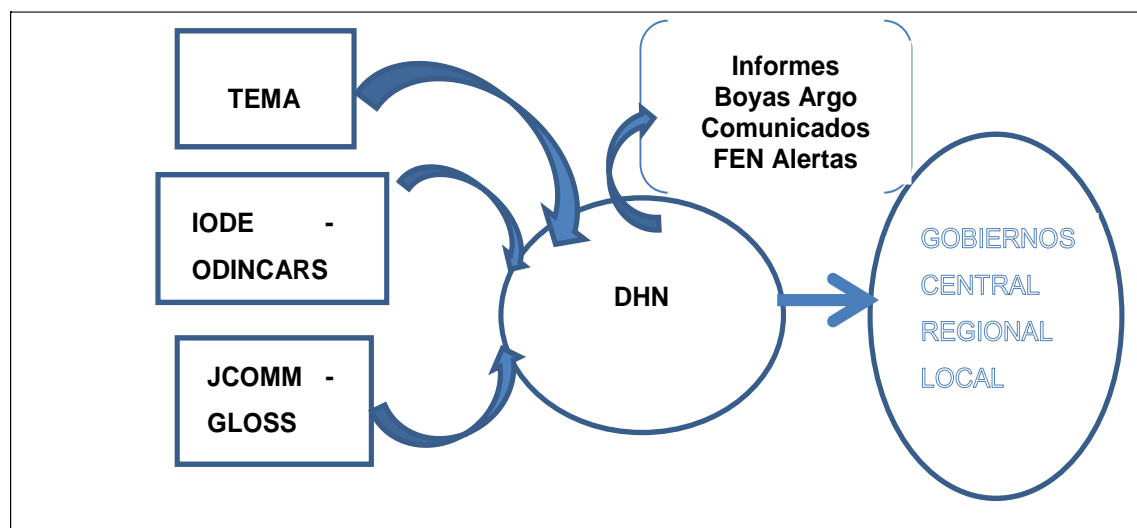 TEMA
IODE -
ODINCARS
JCOMM -
GLOSS
Informes
Boyas Argo
Comunicados
FEN Alertas
DHN
GOBIERNOS
CENTRAL
REGIONAL
LOCAL